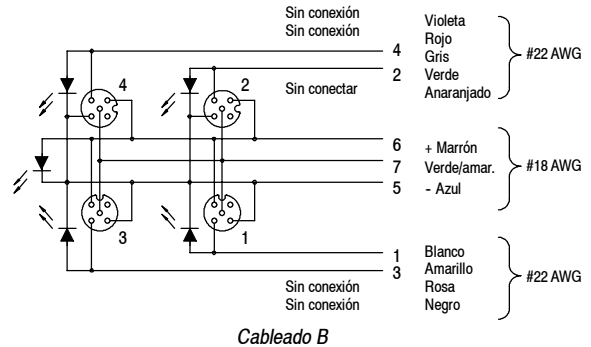 Sin conexión Violeta
Sin conexión Rojo
4 Gris #22 AWG
2 Verde
Sin conectar Anaranjado
4 2
6 + Marrón
7 Verde/amar. #18 AWG
5 - Azul
3 1
1 Blanco
3 Amarillo #22 AWG
Sin conexión Rosa
Sin conexión Negro
Cableado B